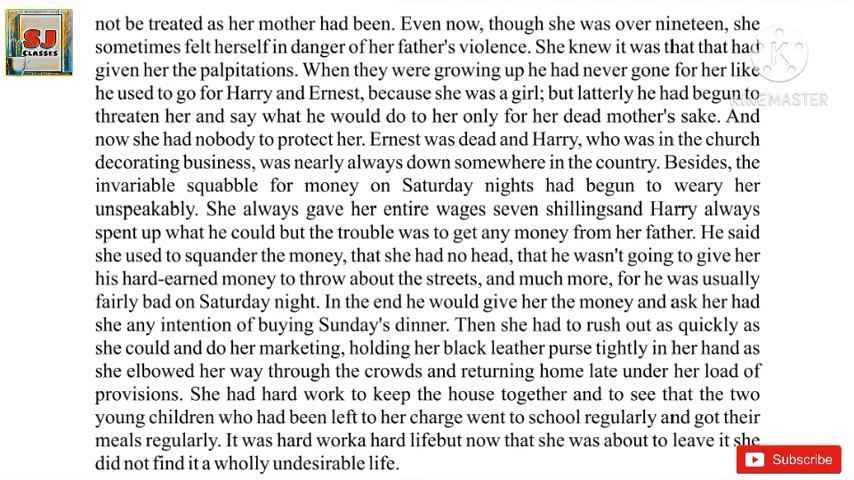 SJ
CLASSES
not be treated as her mother had been. Even now, though she was over nineteen, she
sometimes felt herself in danger of her father's violence. She knew it was that that had
given her the palpitations. When they were growing up he had never gone for her like
he used to go for Harry and Ernest, because she was a girl; but latterly he had begun to
KINEMASTER
threaten her and say what he would do to her only for her dead mother's sake. And
now she had nobody to protect her. Ernest was dead and Harry, who was in the church
decorating business, was nearly always down somewhere in the country. Besides, the
invariable squabble for money on Saturday nights had begun to weary her
unspeakably. She always gave her entire wages seven shillingsand Harry always
spent up what he could but the trouble was to get any money from her father. He said
she used to squander the money, that she had no head, that he wasn't going to give her
his hard-earned money to throw about the streets, and much more, for he was usually
fairly bad on Saturday night. In the end he would give her the money and ask her had
she any intention of buying Sunday's dinner. Then she had to rush out as quickly as
she could and do her marketing, holding her black leather purse tightly in her hand as
she elbowed her way through the crowds and returning home late under her load of
provisions. She had hard work to keep the house together and to see that the two
young children who had been left to her charge went to school regularly and got their
meals regularly. It was hard worka hard lifebut now that she was about to leave it she
did not find it a wholly undesirable life.
Subscribe